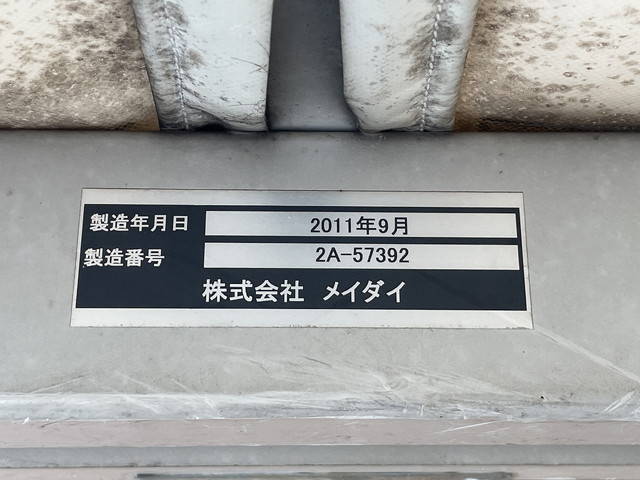 製造年月日 2011年9月
製造番号 2A-57392
株式会社 メイダイ